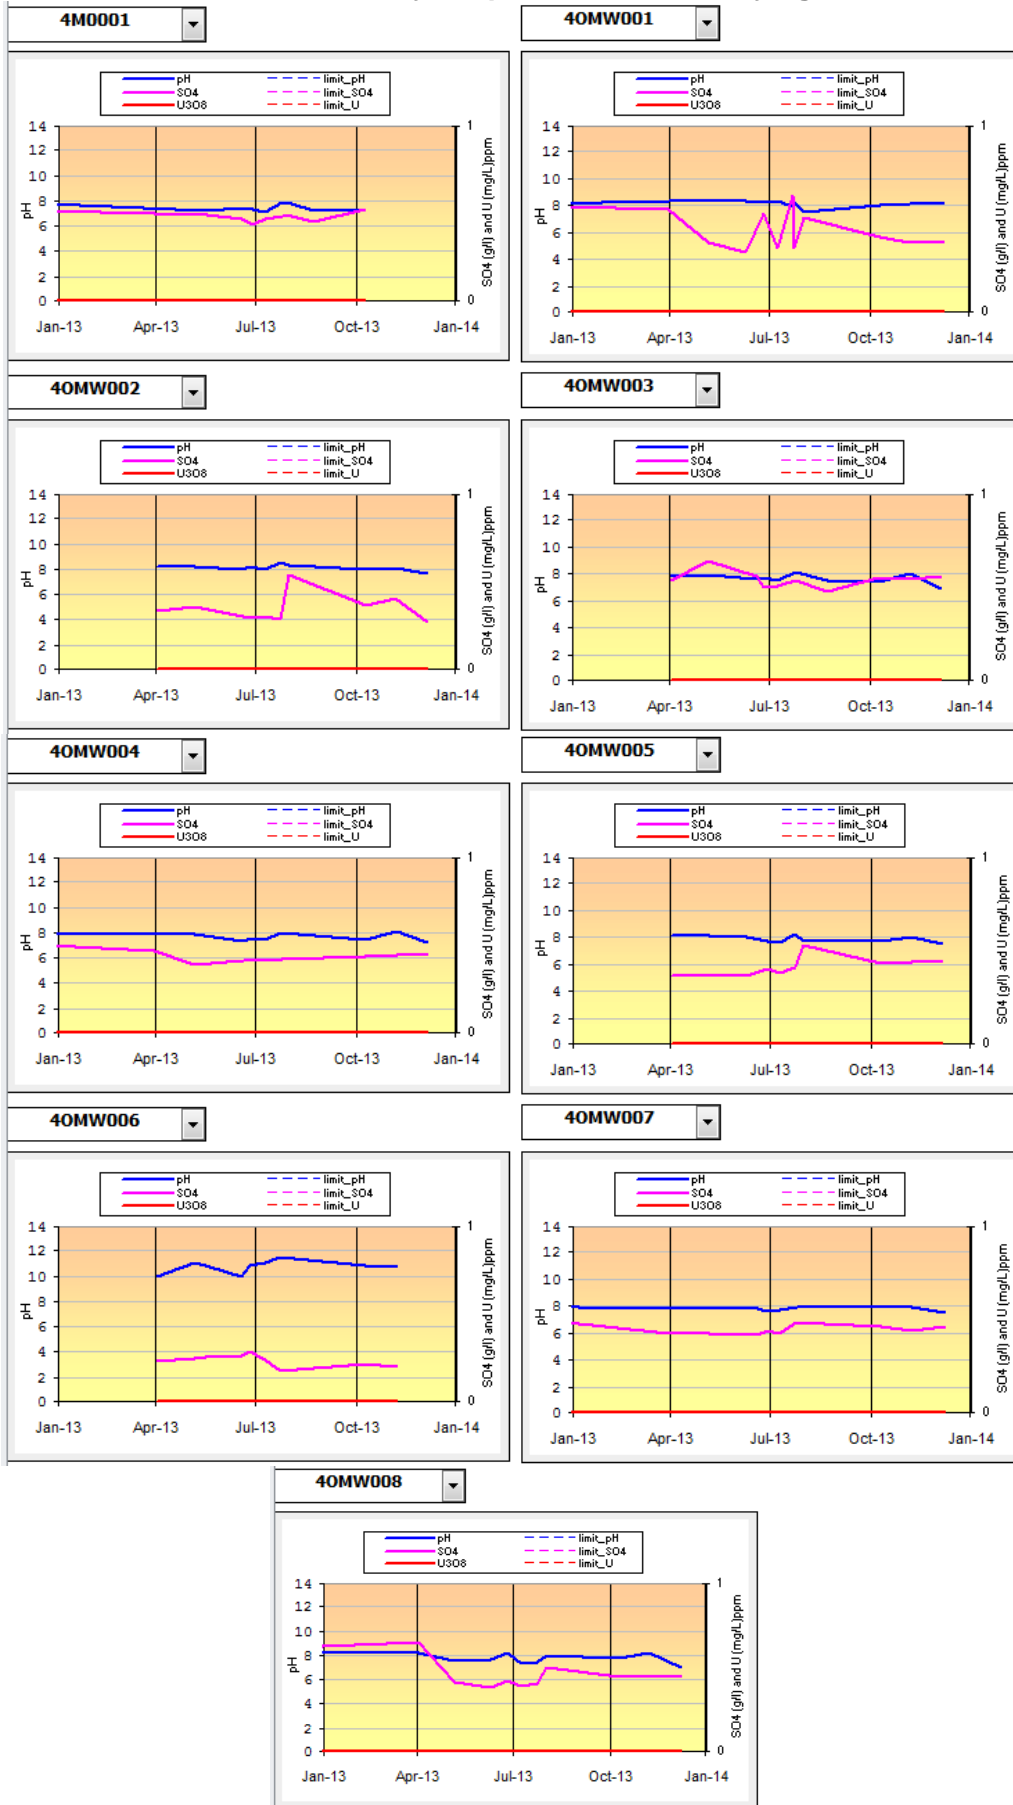 4M0001
4OMW001
pH limit_pH
SO4 limit_SO4
U3O8 limit_U
14 1
12
10
8
6
4
2
0 0
pH
SO4 (g/l) and U (mg/L)ppm
Jan-13 Apr-13 Jul-13 Oct-13 Jan-14
pH limit_pH
SO4 limit_SO4
U3O8 limit_U
14 1
12
10
8
6
4
2
0 0
pH
SO4 (g/l) and U (mg/L)ppm
Jan-13 Apr-13 Jul-13 Oct-13 Jan-14
4OMW002
4OMW003
pH limit_pH
SO4 limit_SO4
U3O8 limit_U
14 1
12
10
8
6
4
2
0 0
pH
SO4 (g/l) and U (mg/L)ppm
Jan-13 Apr-13 Jul-13 Oct-13 Jan-14
pH limit_pH
SO4 limit_SO4
U3O8 limit_U
14 1
12
10
8
6
4
2
0 0
pH
SO4 (g/l) and U (mg/L)ppm
Jan-13 Apr-13 Jul-13 Oct-13 Jan-14
4OMW004
4OMW005
pH limit_pH
SO4 limit_SO4
U3O8 limit_U
14 1
12
10
8
6
4
2
0 0
pH
SO4 (g/l) and U (mg/L)ppm
Jan-13 Apr-13 Jul-13 Oct-13 Jan-14
pH limit_pH
SO4 limit_SO4
U3O8 limit_U
14 1
12
10
8
6
4
2
0 0
pH
SO4 (g/l) and U (mg/L)ppm
Jan-13 Apr-13 Jul-13 Oct-13 Jan-14
4OMW006
4OMW007
pH limit_pH
SO4 limit_SO4
U3O8 limit_U
14 1
12
10
8
6
4
2
0 0
pH
SO4 (g/l) and U (mg/L)ppm
Jan-13 Apr-13 Jul-13 Oct-13 Jan-14
pH limit_pH
SO4 limit_SO4
U3O8 limit_U
14 1
12
10
8
6
4
2
0 0
pH
SO4 (g/l) and U (mg/L)ppm
Jan-13 Apr-13 Jul-13 Oct-13 Jan-14
4OMW008
pH limit_pH
SO4 limit_SO4
U3O8 limit_U
14 1
12
10
8
6
4
2
0 0
pH
SO4 (g/l) and U (mg/L)ppm
Jan-13 Apr-13 Jul-13 Oct-13 Jan-14